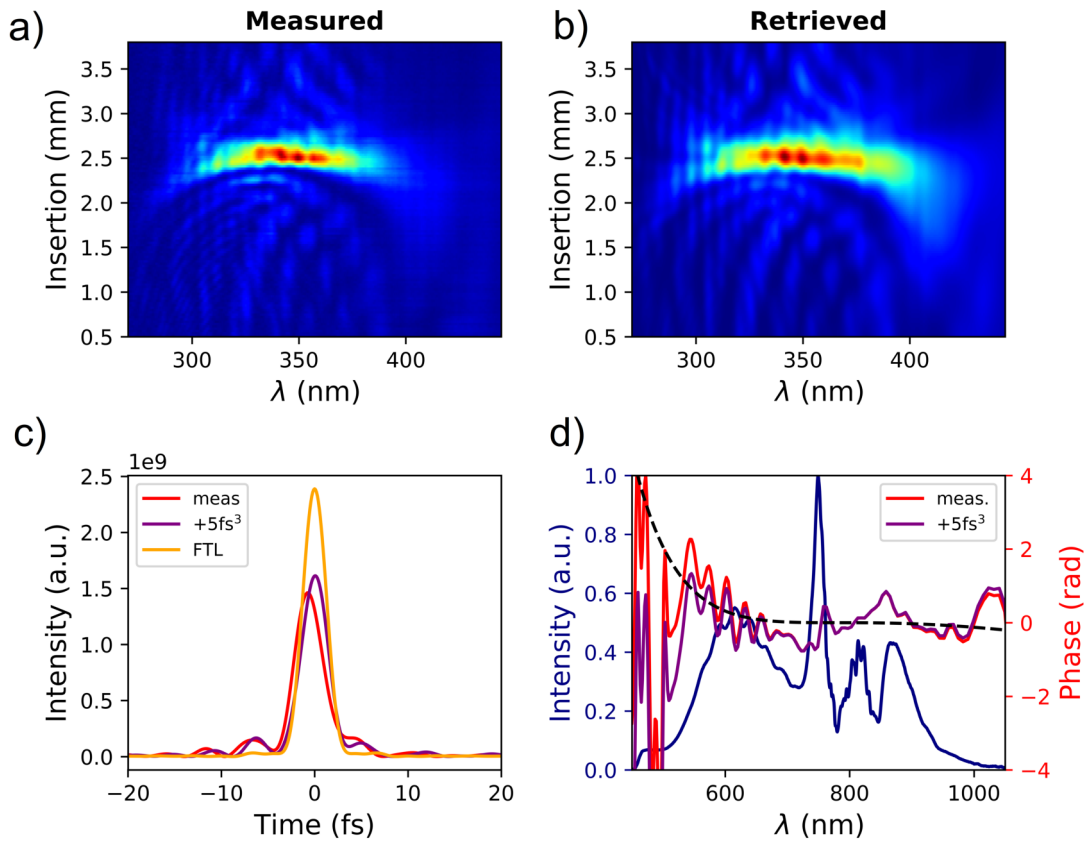 a)
Measured
Insertion (mm)
3.5
3.0
2.5
2.0
1.5
1.0
0.5
300 350 400
λ (nm)
b)
Retrieved
Insertion (mm)
3.5
3.0
2.5
2.0
1.5
1.0
0.5
300 350 400
λ (nm)
c)
1e9
Intensity (a.u.)
2.5
2.0
1.5
1.0
0.5
0.0
meas
+5fs³
FTL
−20 −10 0 10 20
Time (fs)
d)
Intensity (a.u.)
1.0
0.8
0.6
0.4
0.2
0.0
meas.
+5fs³
4
2
0
−2
−4
Phase (rad)
600 800 1000
λ (nm)